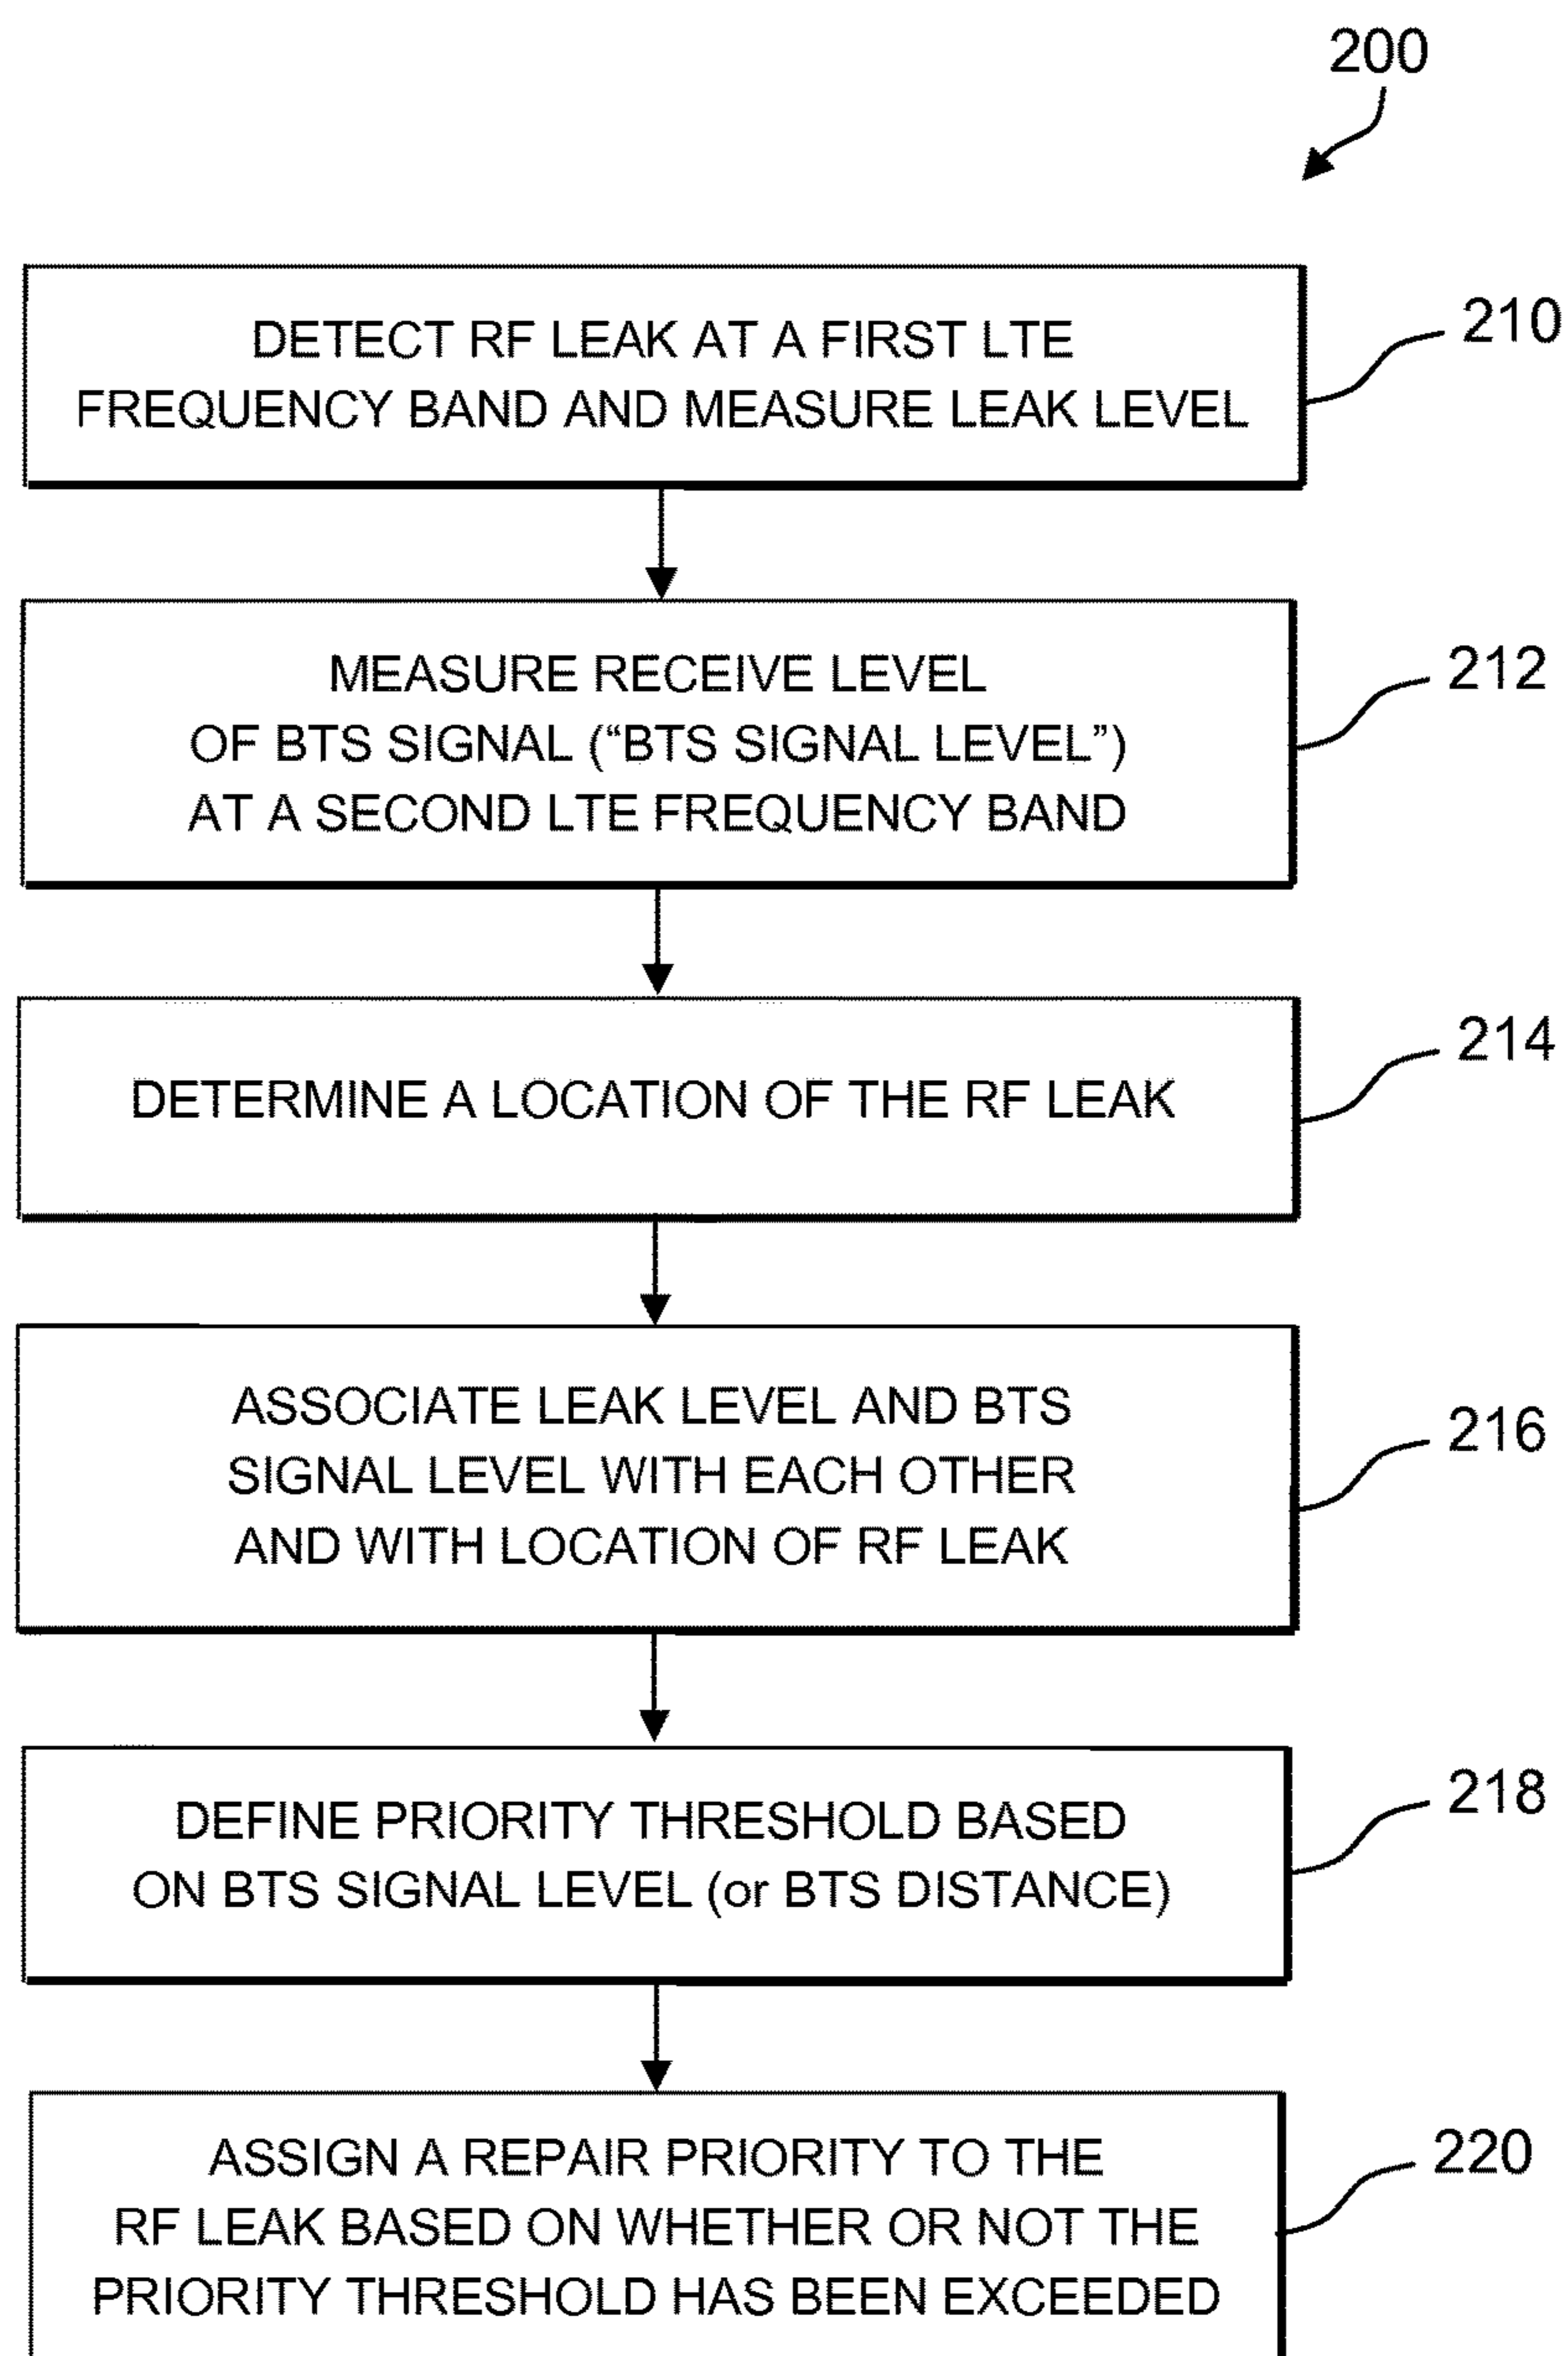 200
DETECT RF LEAK AT A FIRST LTE
FREQUENCY BAND AND MEASURE LEAK LEVEL
210
MEASURE RECEIVE LEVEL
OF BTS SIGNAL (“BTS SIGNAL LEVEL”)
AT A SECOND LTE FREQUENCY BAND
212
DETERMINE A LOCATION OF THE RF LEAK
214
ASSOCIATE LEAK LEVEL AND BTS
SIGNAL LEVEL WITH EACH OTHER
AND WITH LOCATION OF RF LEAK
216
DEFINE PRIORITY THRESHOLD BASED
ON BTS SIGNAL LEVEL (or BTS DISTANCE)
218
ASSIGN A REPAIR PRIORITY TO THE
RF LEAK BASED ON WHETHER OR NOT THE
PRIORITY THRESHOLD HAS BEEN EXCEEDED
220